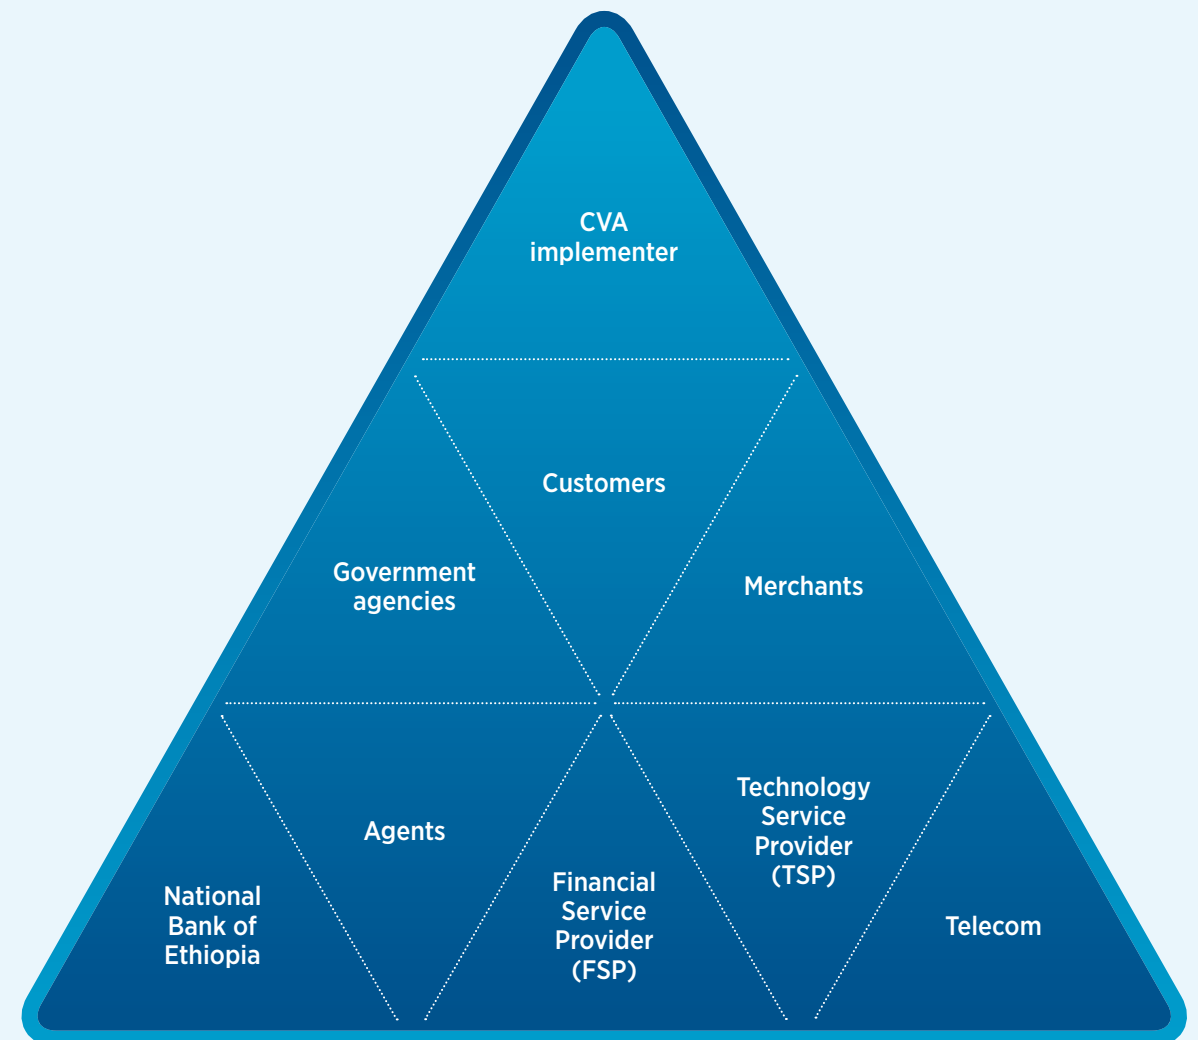 CVA
implementer
Customers
Government
agencies
Merchants
Agents
Technology
Service
Provider
(TSP)
National
Bank of
Ethiopia
Financial
Service
Provider
(FSP)
Telecom